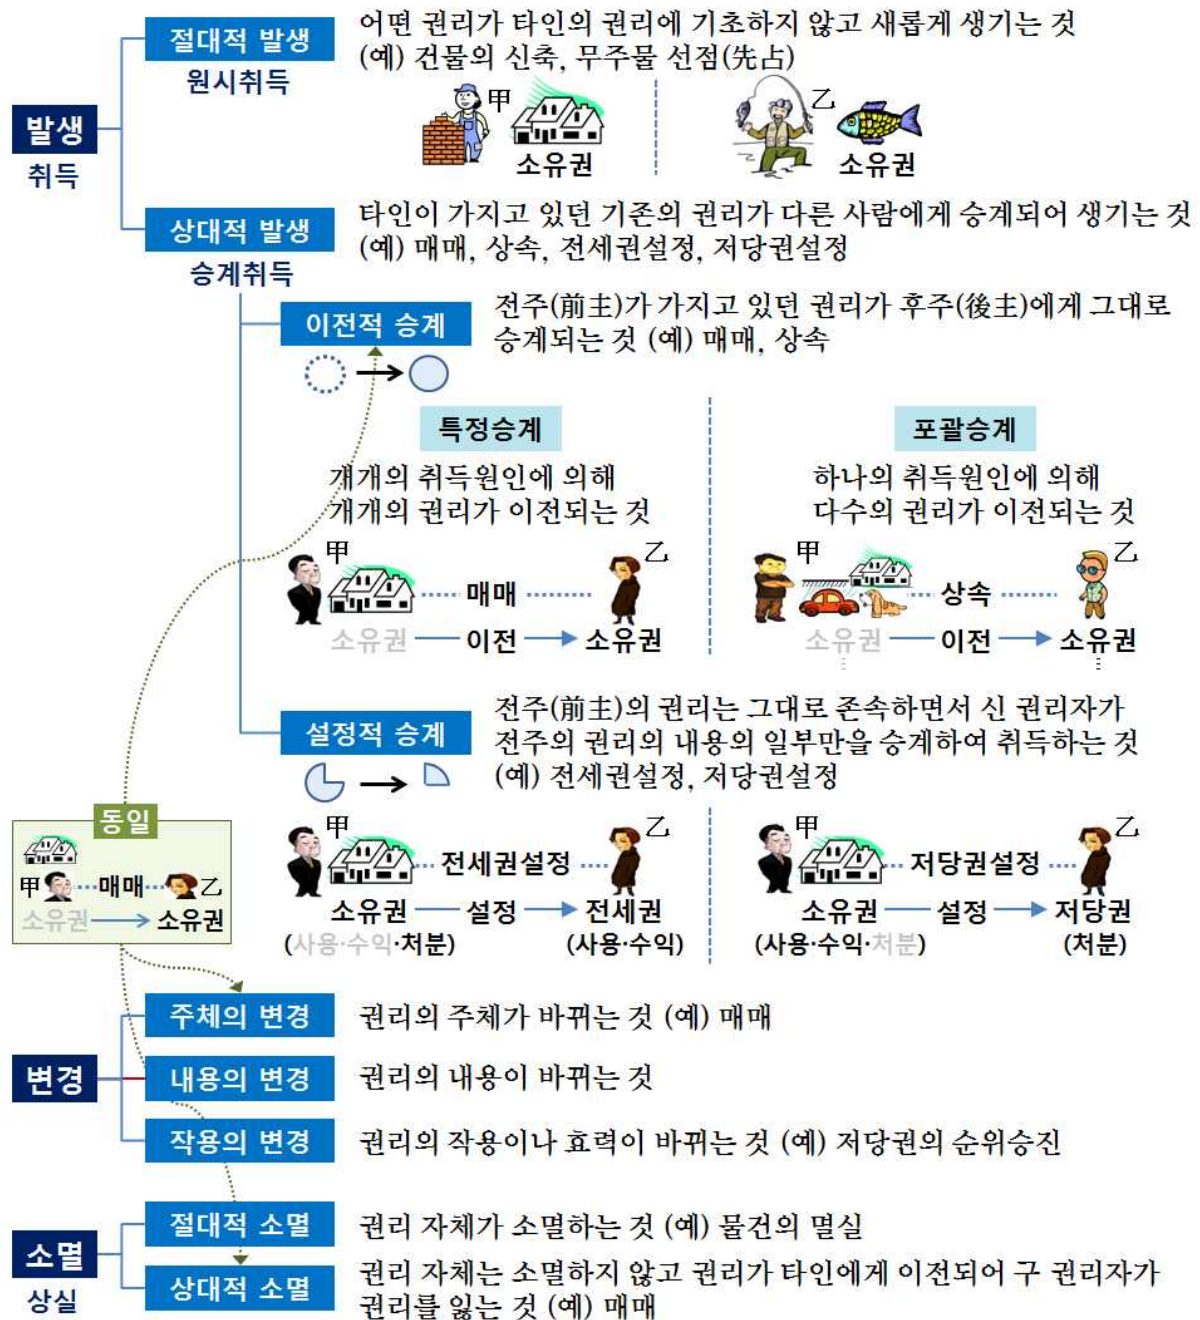 절대적 발생
원시취득
어떤 권리가 타인의 권리에 기초하지 않고 새롭게 생기는 것
(예) 건물의 신축, 무주물 선점(先占)
甲
소유권
乙
소유권
발생
취득
상대적 발생
승계취득
타인이 가지고 있던 기존의 권리가 다른 사람에게 승계되어 생기는 것
(예) 매매, 상속, 전세권설정, 저당권설정
이전적 승계
전주(前主)가 가지고 있던 권리가 후주(後主)에게 그대로
승계되는 것 (예) 매매, 상속
특정승계
개개의 취득원인에 의해
개개의 권리가 이전되는 것
甲
매매
乙
소유권 이전 소유권
포괄승계
하나의 취득원인에 의해
다수의 권리가 이전되는 것
甲
상속
乙
소유권 이전 소유권
설정적 승계
전주(前主)의 권리는 그대로 존속하면서 신 권리자가
전주의 권리의 내용의 일부만을 승계하여 취득하는 것
(예) 전세권설정, 저당권설정
甲
전세권설정
乙
소유권 설정 전세권
(사용·수익·처분) (사용·수익)
甲
저당권설정
乙
소유권 설정 저당권
(사용·수익·처분) (처분)
동일
甲 매매 乙
소유권 소유권
변경
주체의 변경
권리의 주체가 바뀌는 것 (예) 매매
내용의 변경
권리의 내용이 바뀌는 것
작용의 변경
권리의 작용이나 효력이 바뀌는 것 (예) 저당권의 순위승진
소멸
상실
절대적 소멸
권리 자체가 소멸하는 것 (예) 물건의 멸실
상대적 소멸
권리 자체는 소멸하지 않고 권리가 타인에게 이전되어 구 권리자가
권리를 잃는 것 (예) 매매